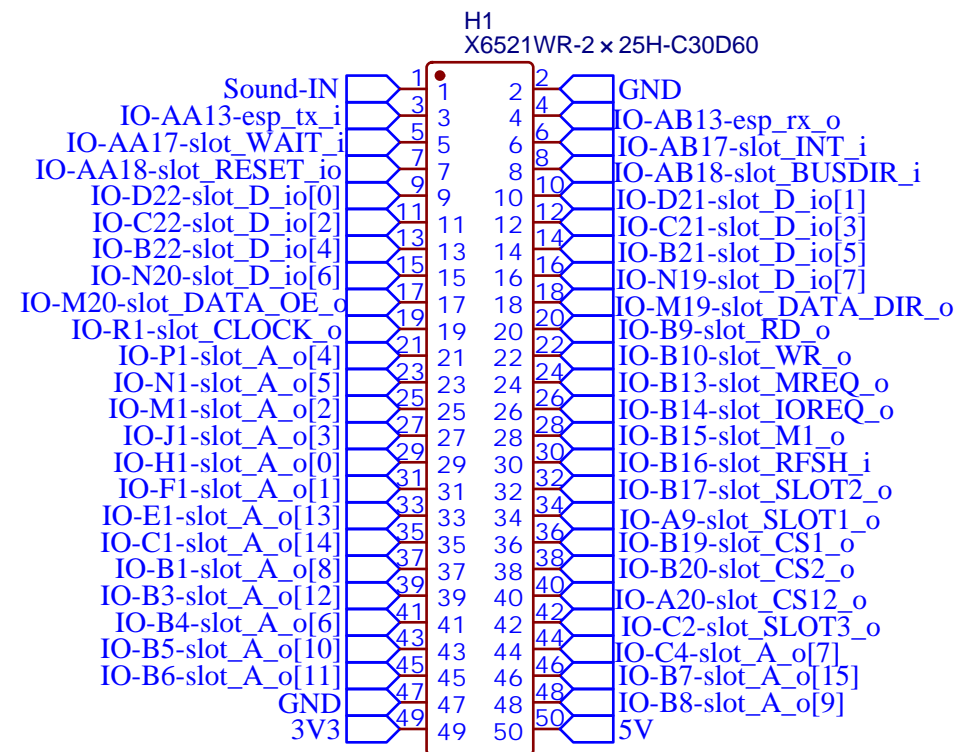 H1
X6521WR-2×25H-C30D60
Sound-IN 1 1 2 2 GND
IO-AA13-esp_tx_i 3 3 4 4 IO-AB13-esp_rx_o
IO-AA17-slot_WAIT_i 5 5 6 6 IO-AB17-slot_INT_i
IO-AA18-slot_RESET_io 7 7 8 8 IO-AB18-slot_BUSDIR_i
IO-D22-slot_D_io[0] 9 9 10 10 IO-D21-slot_D_io[1]
IO-C22-slot_D_io[2] 11 11 12 12 IO-C21-slot_D_io[3]
IO-B22-slot_D_io[4] 13 13 14 14 IO-B21-slot_D_io[5]
IO-N20-slot_D_io[6] 15 15 16 16 IO-N19-slot_D_io[7]
IO-M20-slot_DATA_OE_o 17 17 18 18 IO-M19-slot_DATA_DIR_o
IO-R1-slot_CLOCK_o 19 19 20 20 IO-B9-slot_RD_o
IO-P1-slot_A_o[4] 21 21 22 22 IO-B10-slot_WR_o
IO-N1-slot_A_o[5] 23 23 24 24 IO-B13-slot_MREQ_o
IO-M1-slot_A_o[2] 25 25 26 26 IO-B14-slot_IOREQ_o
IO-J1-slot_A_o[3] 27 27 28 28 IO-B15-slot_M1_o
IO-H1-slot_A_o[0] 29 29 30 30 IO-B16-slot_RFSH_i
IO-F1-slot_A_o[1] 31 31 32 32 IO-B17-slot_SLOT2_o
IO-E1-slot_A_o[13] 33 33 34 34 IO-A9-slot_SLOT1_o
IO-C1-slot_A_o[14] 35 35 36 36 IO-B19-slot_CS1_o
IO-B1-slot_A_o[8] 37 37 38 38 IO-B20-slot_CS2_o
IO-B3-slot_A_o[12] 39 39 40 40 IO-A20-slot_CS12_o
IO-B4-slot_A_o[6] 41 41 42 42 IO-C2-slot_SLOT3_o
IO-B5-slot_A_o[10] 43 43 44 44 IO-C4-slot_A_o[7]
IO-B6-slot_A_o[11] 45 45 46 46 IO-B7-slot_A_o[15]
GND 47 47 48 48 IO-B8-slot_A_o[9]
3V3 49 49 50 50 5V